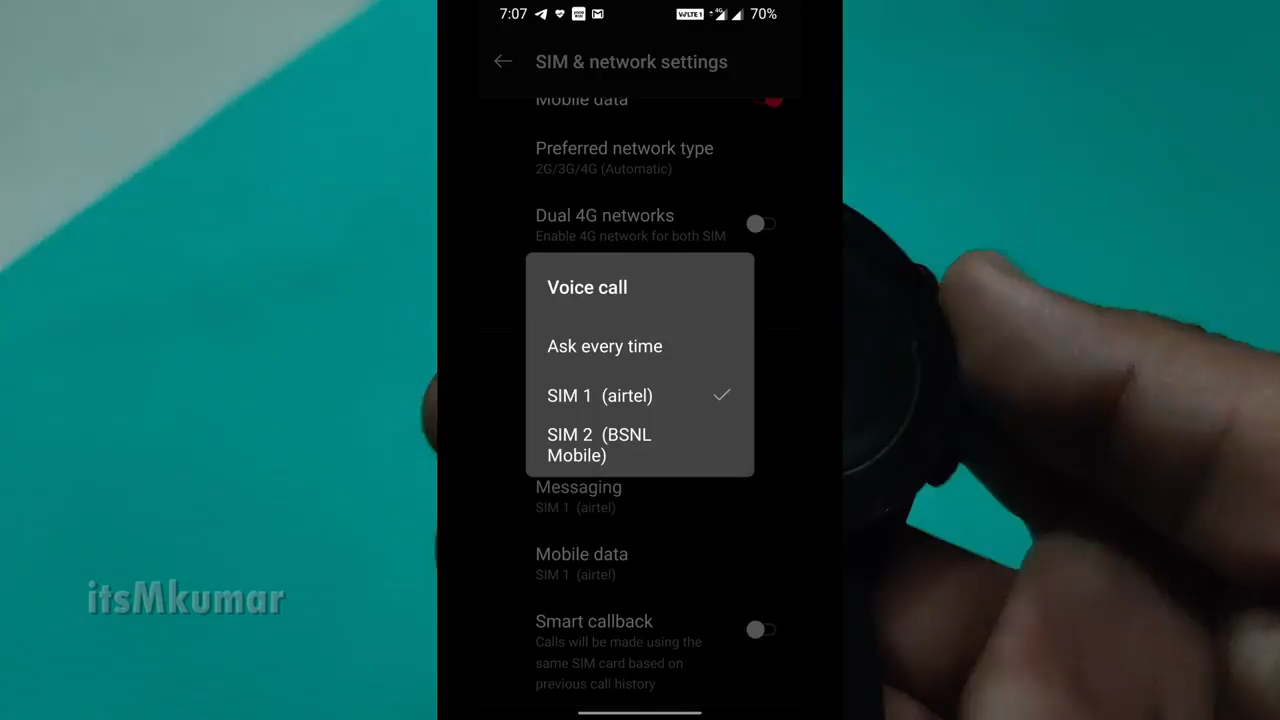 7:07
VoLTE 1 4G 70%
SIM & network settings
Mobile data
Preferred network type
2G/3G/4G (Automatic)
Dual 4G networks
Enable 4G network for both SIM
Voice call
Ask every time
SIM 1 (airtel)
SIM 2 (BSNL
Mobile)
Messaging
SIM 1 (airtel)
Mobile data
SIM 1 (airtel)
Smart callback
Calls will be made using the
same SIM card based on
previous call history
itsMkumar